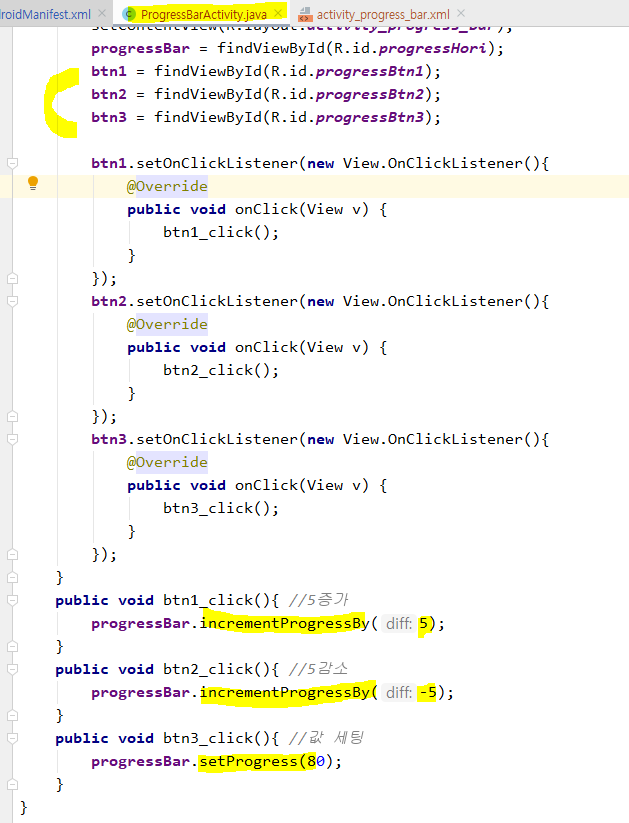 droidManifest.xml × ProgressBarActivity.java × activity_progress_bar.xml ×
setContentView(R.layout.activity_progress_bar);
progressBar = findViewById(R.id.progressHori);
btn1 = findViewById(R.id.progressBtn1);
btn2 = findViewById(R.id.progressBtn2);
btn3 = findViewById(R.id.progressBtn3);
btn1.setOnClickListener(new View.OnClickListener(){
@Override
public void onClick(View v) {
btn1_click();
}
});
btn2.setOnClickListener(new View.OnClickListener(){
@Override
public void onClick(View v) {
btn2_click();
}
});
btn3.setOnClickListener(new View.OnClickListener(){
@Override
public void onClick(View v) {
btn3_click();
}
});
}
public void btn1_click(){ //5증가
progressBar.incrementProgressBy( diff: 5);
}
public void btn2_click(){ //5감소
progressBar.incrementProgressBy( diff: -5);
}
public void btn3_click(){ //값 세팅
progressBar.setProgress(80);
}
}